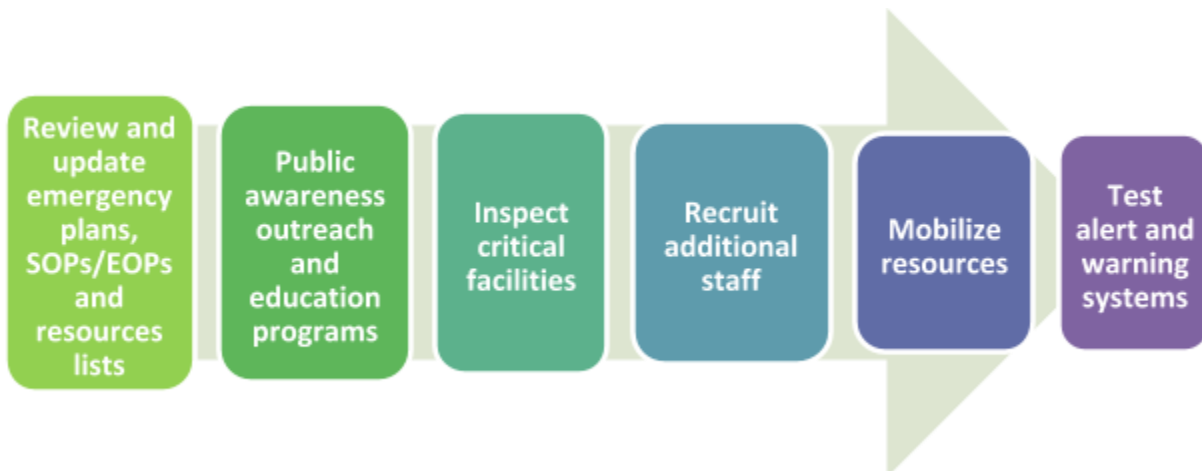 Review and
update
emergency
plans,
SOPs/EOPs
and
resources
lists
Public
awareness
outreach
and
education
programs
Inspect
critical
facilities
Recruit
additional
staff
Mobilize
resources
Test
alert and
warning
systems